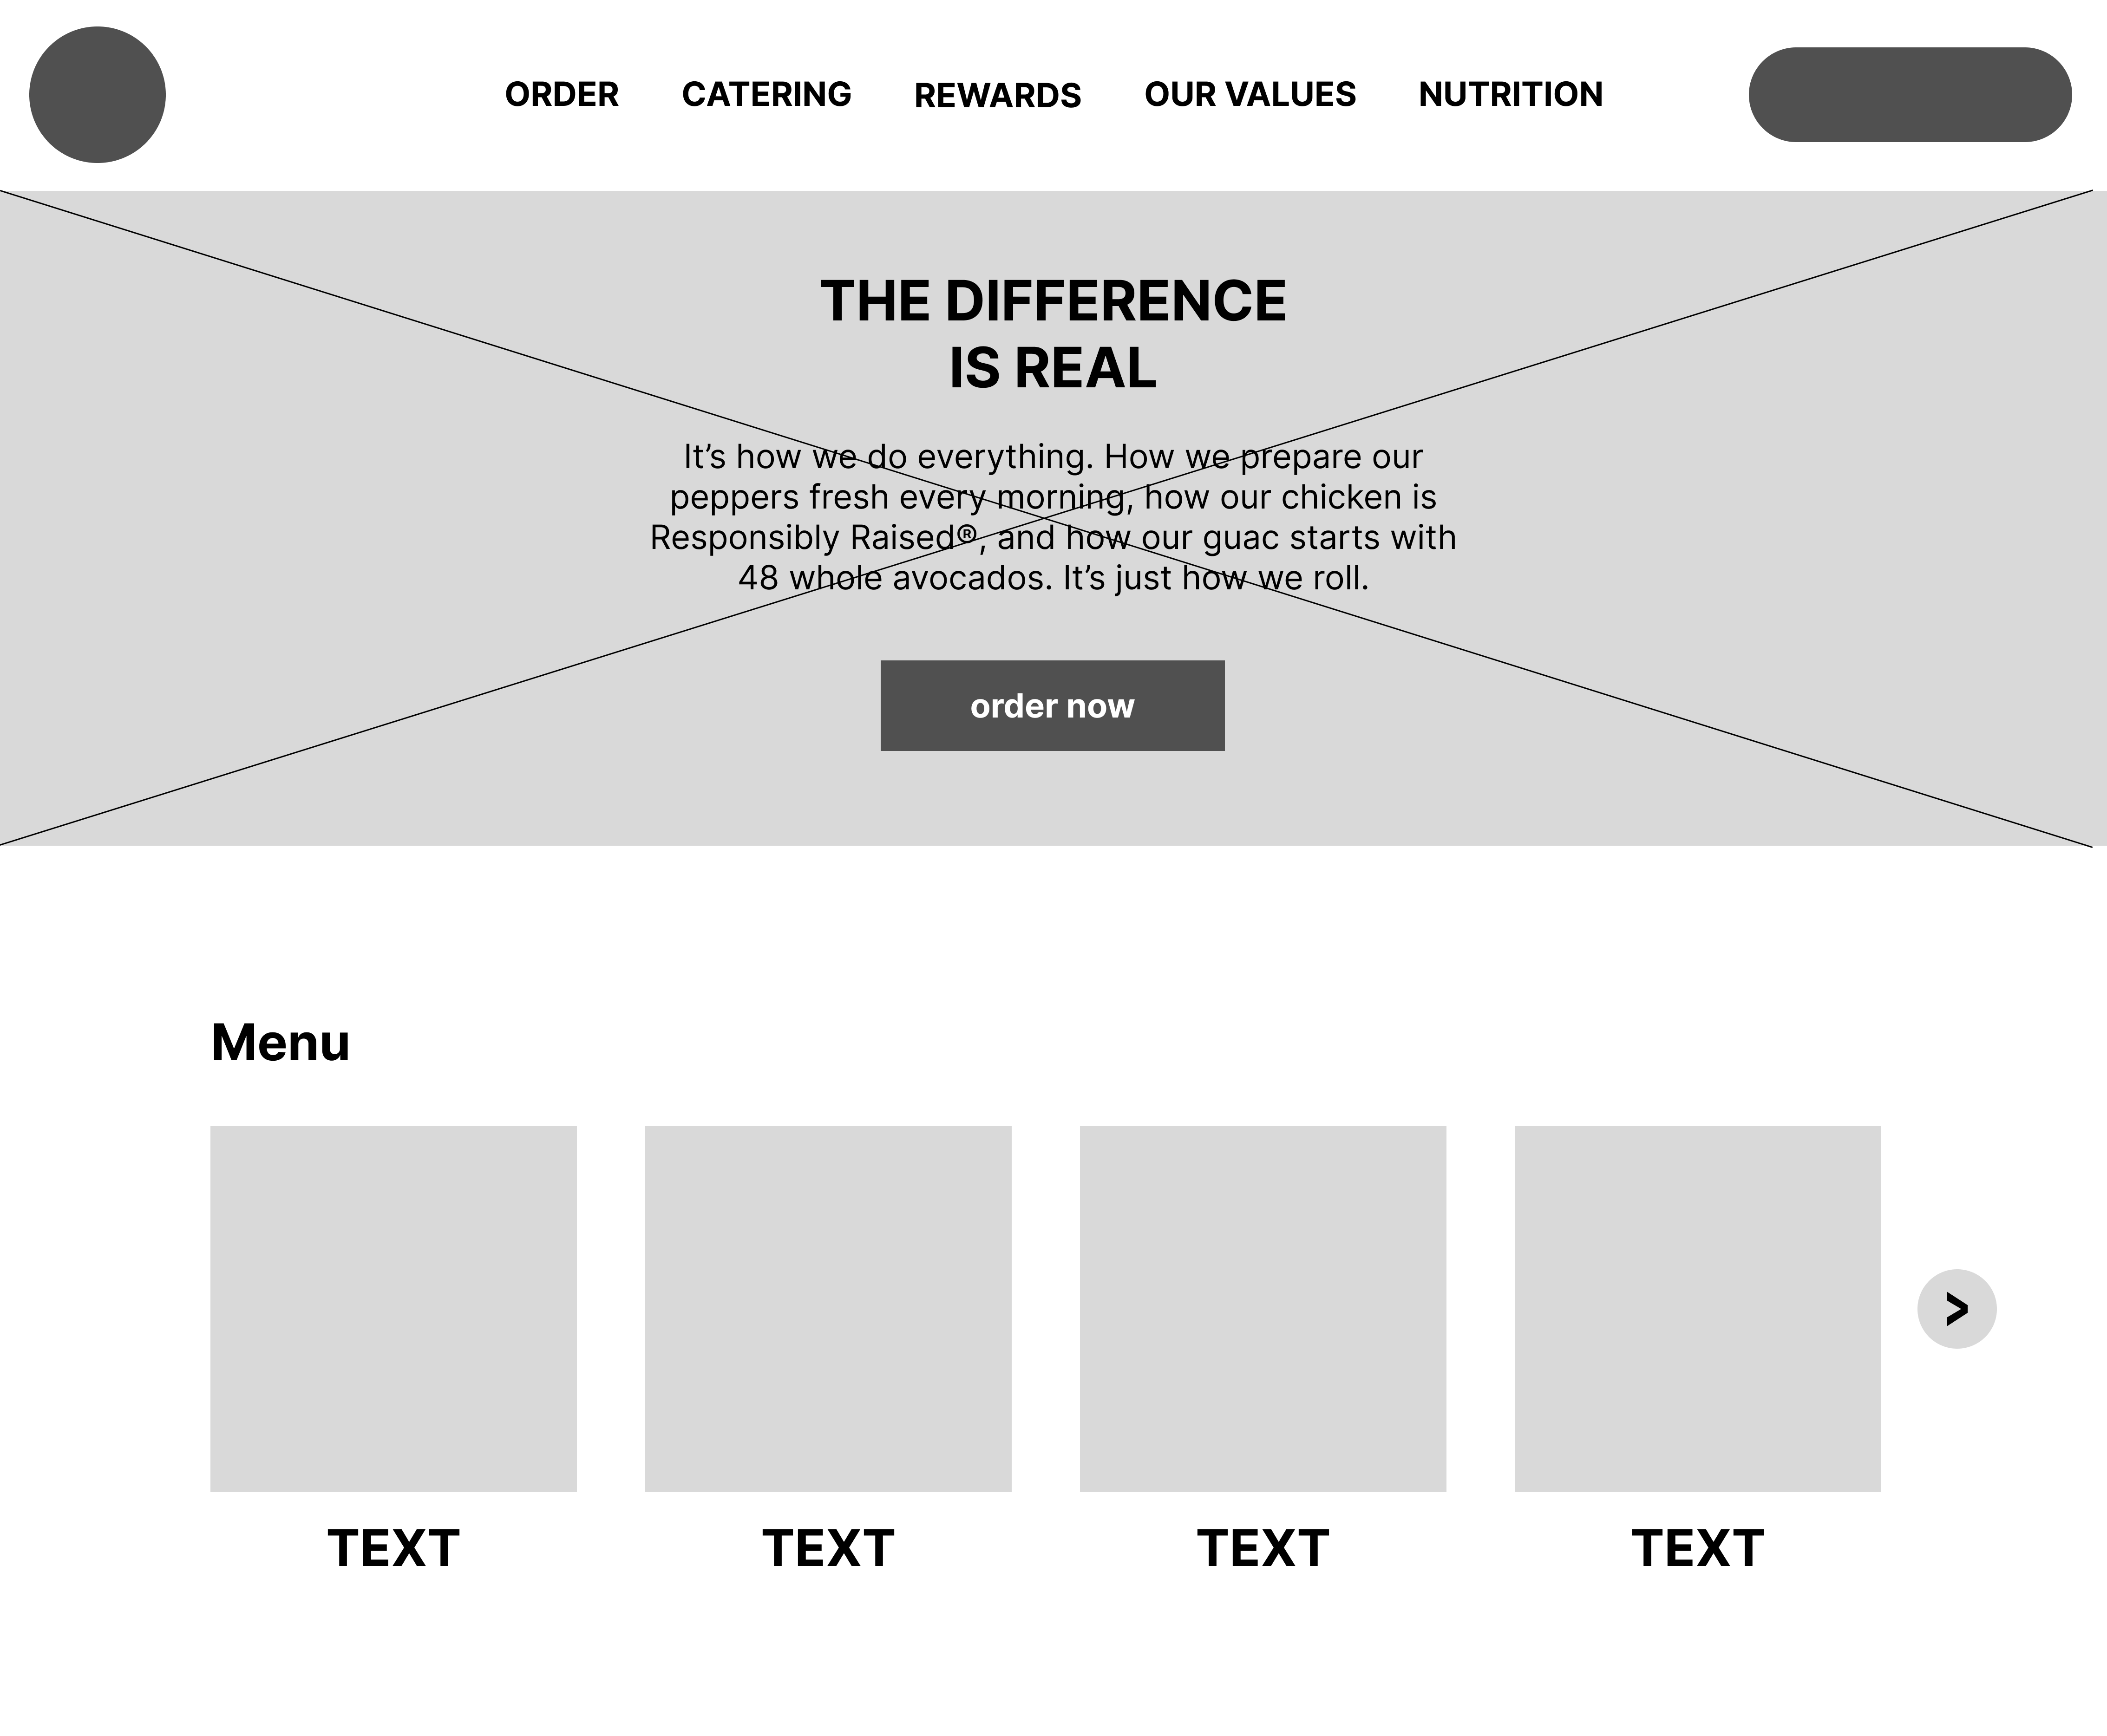 ORDER CATERING REWARDS OUR VALUES NUTRITION
THE DIFFERENCE
IS REAL
It’s how we do everything. How we prepare our
peppers fresh every morning, how our chicken is
Responsibly Raised®, and how our guac starts with
48 whole avocados. It’s just how we roll.
order now
Menu
>
TEXT TEXT TEXT TEXT